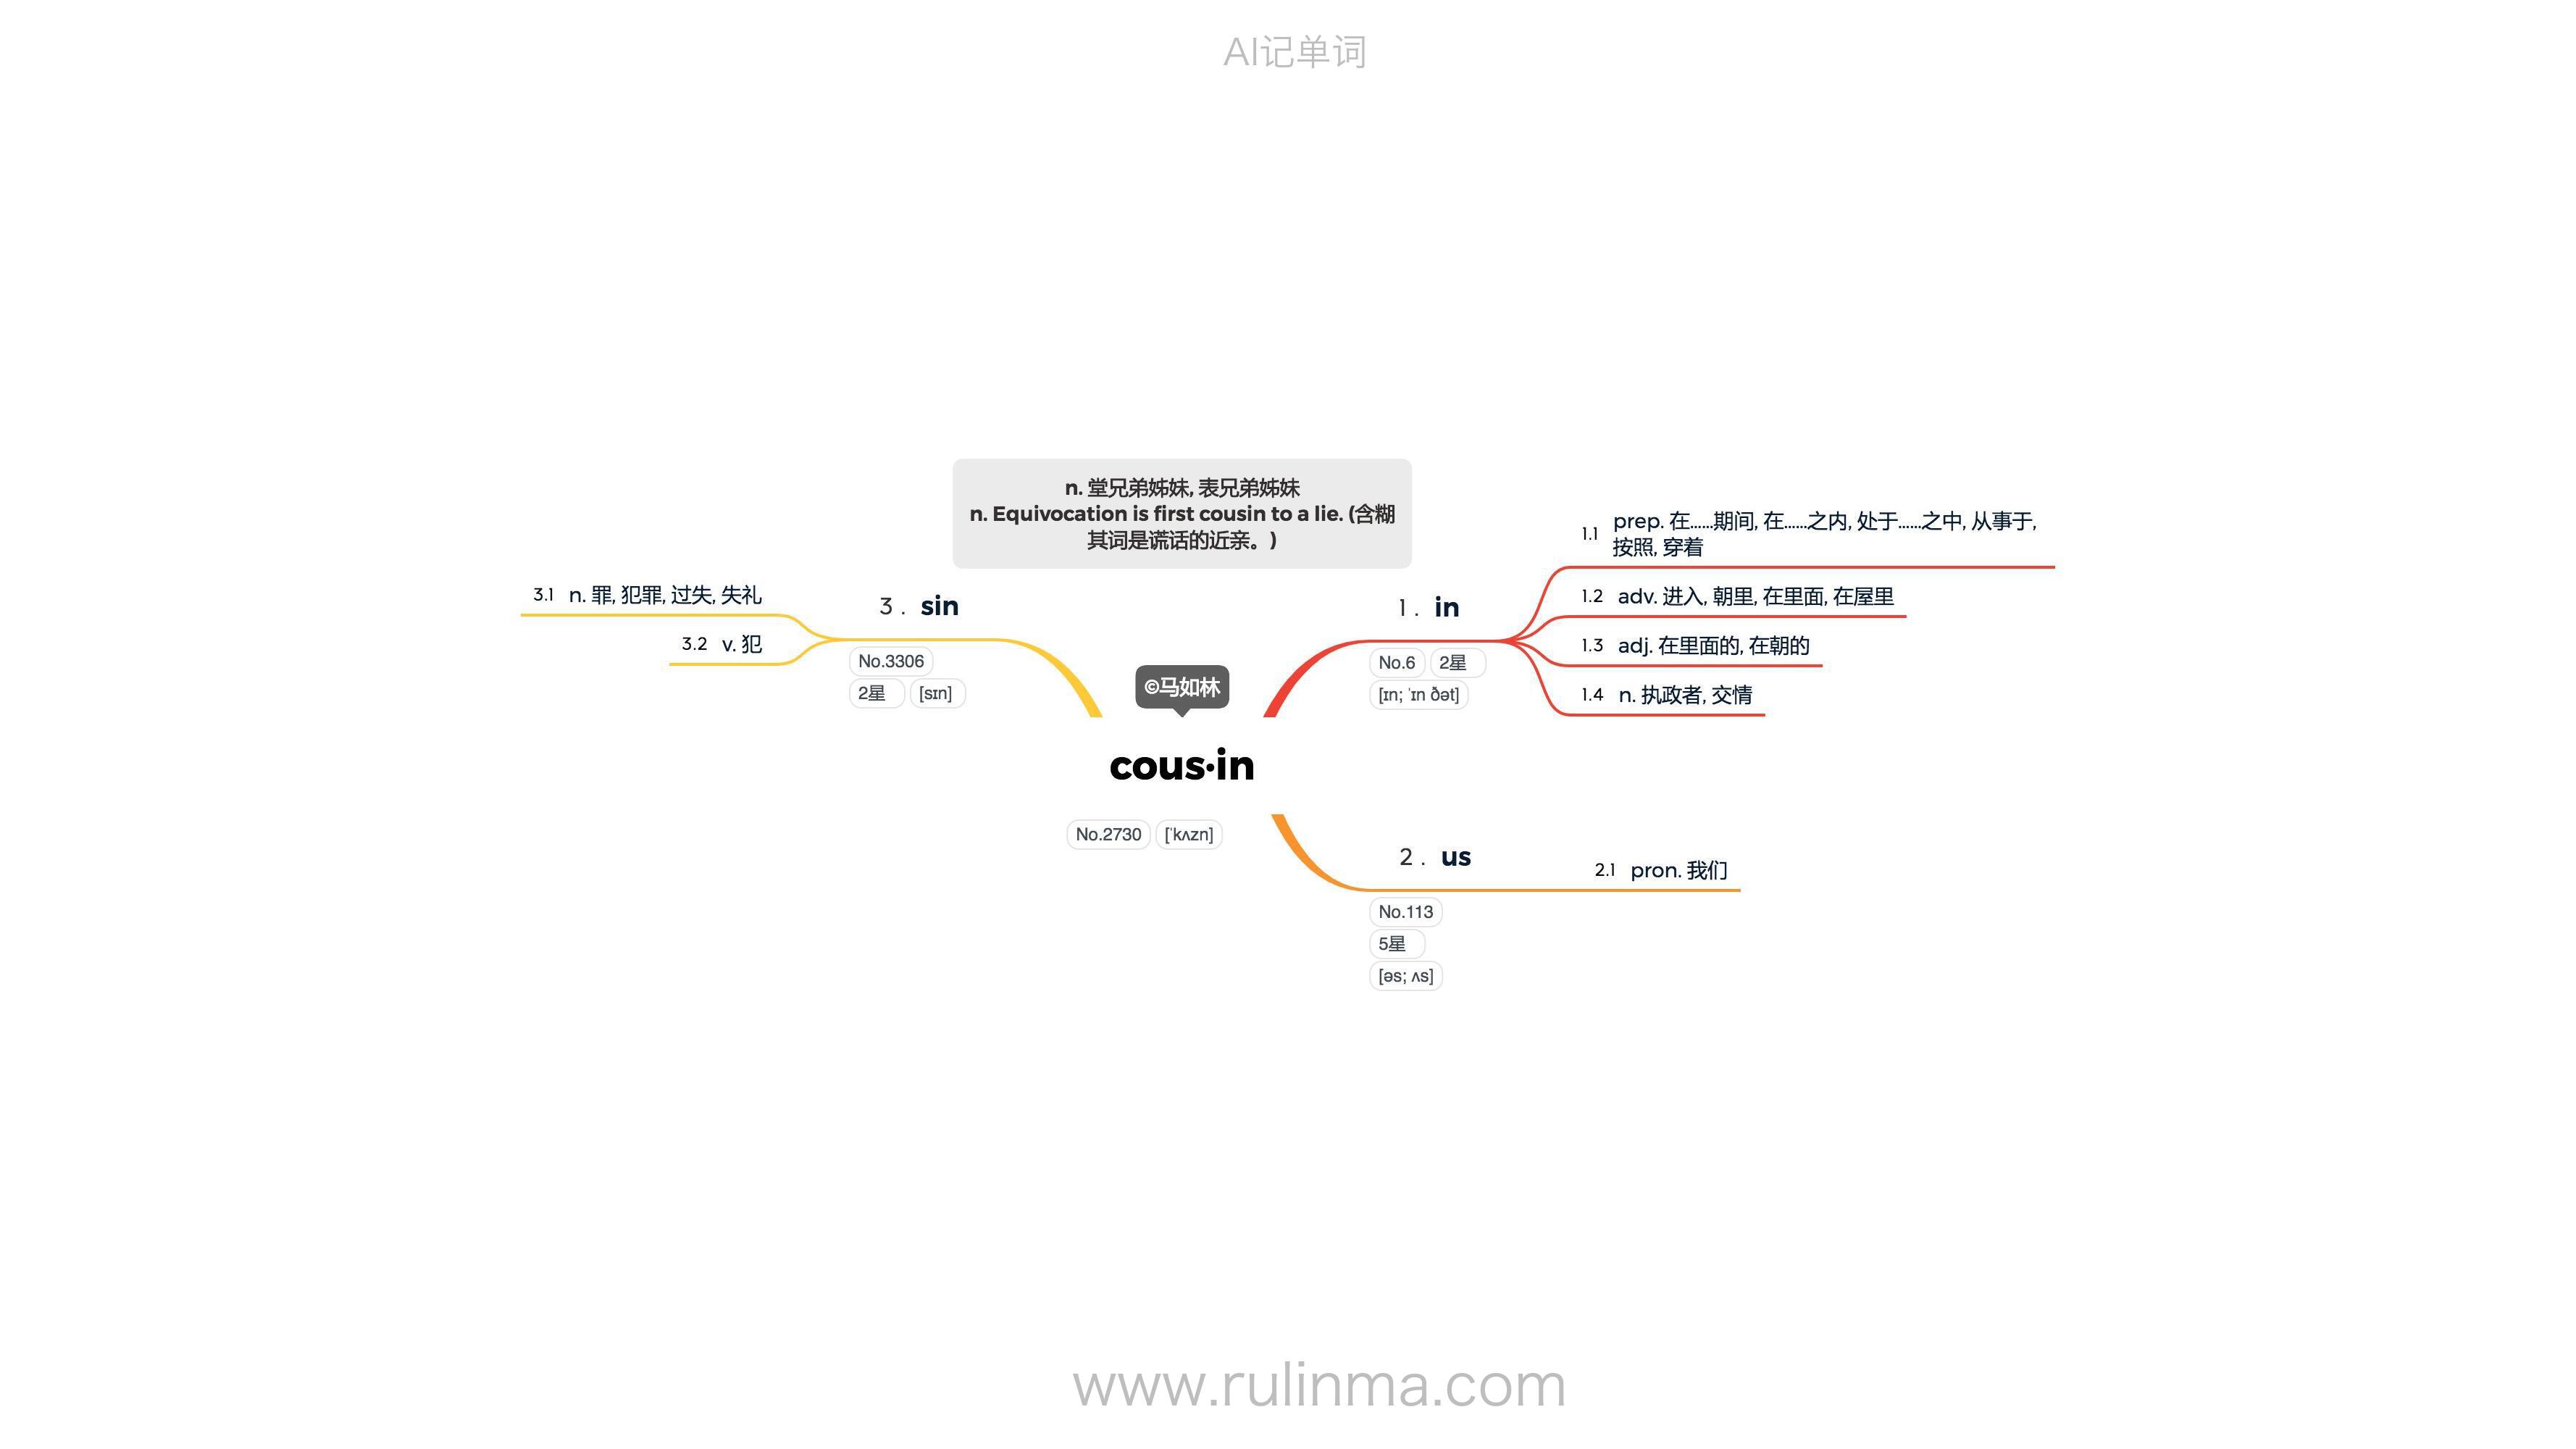 AI记单词
n. 堂兄弟姊妹, 表兄弟姊妹
n. Equivocation is first cousin to a lie. (含糊
其词是谎话的近亲。)
©马如林
cous·in
No.2730 [ˈkʌzn]
1 . in
No.6 2星
[ɪn; ˈɪn ðət]
1.1 prep. 在……期间, 在……之内, 处于……之中, 从事于,
按照, 穿着
1.2 adv. 进入, 朝里, 在里面, 在屋里
1.3 adj. 在里面的, 在朝的
1.4 n. 执政者, 交情
2 . us
No.113
5星
[əs; ʌs]
2.1 pron. 我们
3 . sin
No.3306
2星 [sɪn]
3.1 n. 罪, 犯罪, 过失, 失礼
3.2 v. 犯
www.rulinma.com